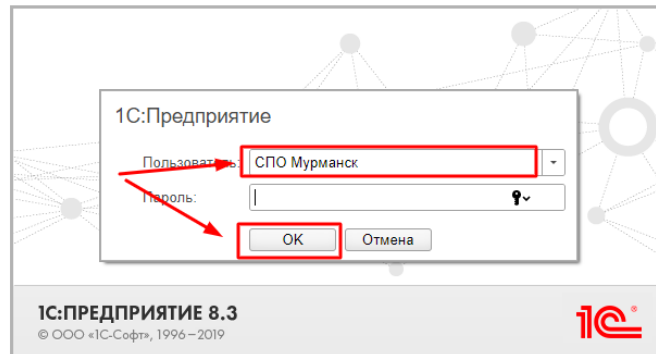 1С:Предприятие
Пользователь: СПО Мурманск
Пароль:
OK Отмена
1С:ПРЕДПРИЯТИЕ 8.3
© ООО «1С-Софт», 1996–2019
1С®